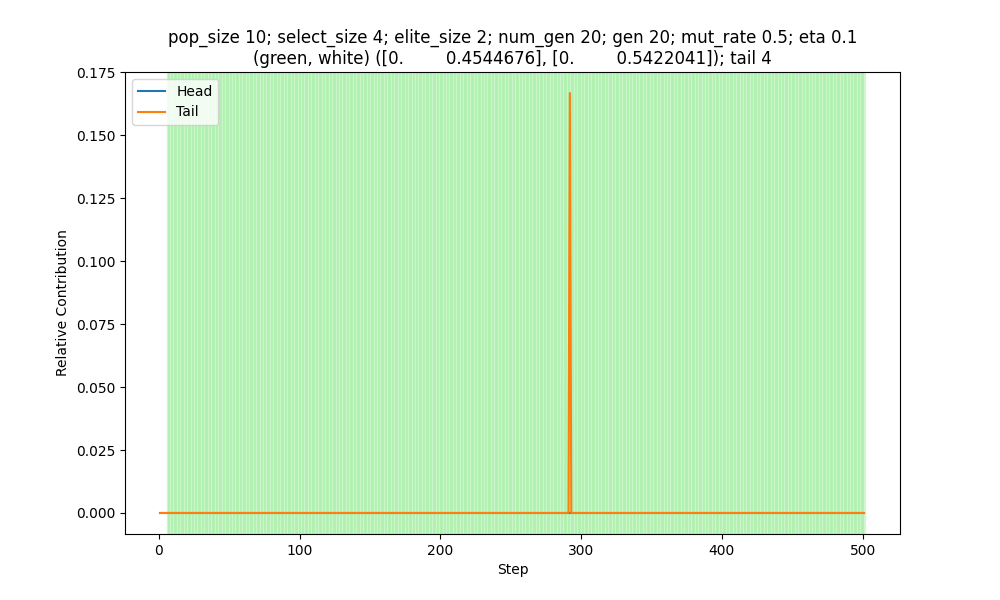 pop_size 10; select_size 4; elite_size 2; num_gen 20; gen 20; mut_rate 0.5; eta 0.1
(green, white) ([0.        0.4544676], [0.        0.5422041]); tail 4
Head
Tail
0.175
0.150
0.125
0.100
0.075
0.050
0.025
0.000
Relative Contribution
0 100 200 300 400 500
Step